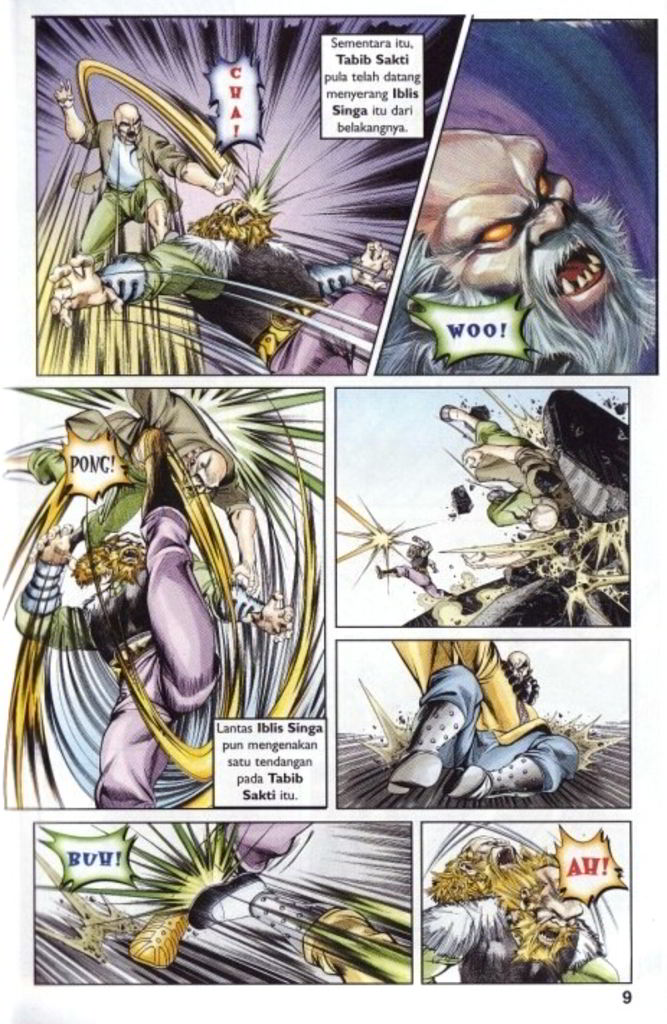 CHA!
Sementara itu,
Tabib Sakti
pula telah datang
menyerang Iblis
Singa itu dari
belakangnya.
WOO!
PONG!
Lantas Iblis Singa
pun mengenakan
satu tendangan
pada Tabib
Sakti itu.
BUH!
AH!
9